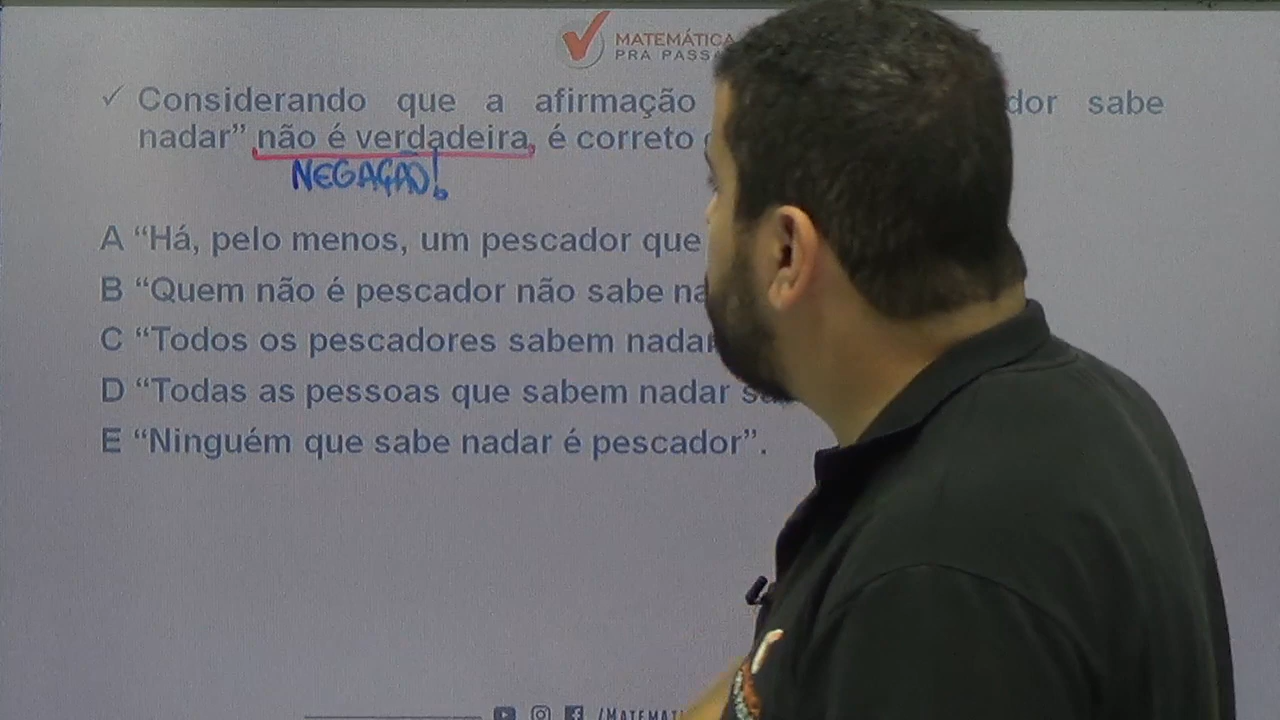 MATEMÁTICA
PRA PASSA
✓ Considerando que a afirmação dor sabe
nadar” não é verdadeira, é correto
NEGAÇÃO!
A “Há, pelo menos, um pescador que
B “Quem não é pescador não sabe na
C “Todos os pescadores sabem nadar
D “Todas as pessoas que sabem nadar
E “Ninguém que sabe nadar é pescador”.
/MATEMATI